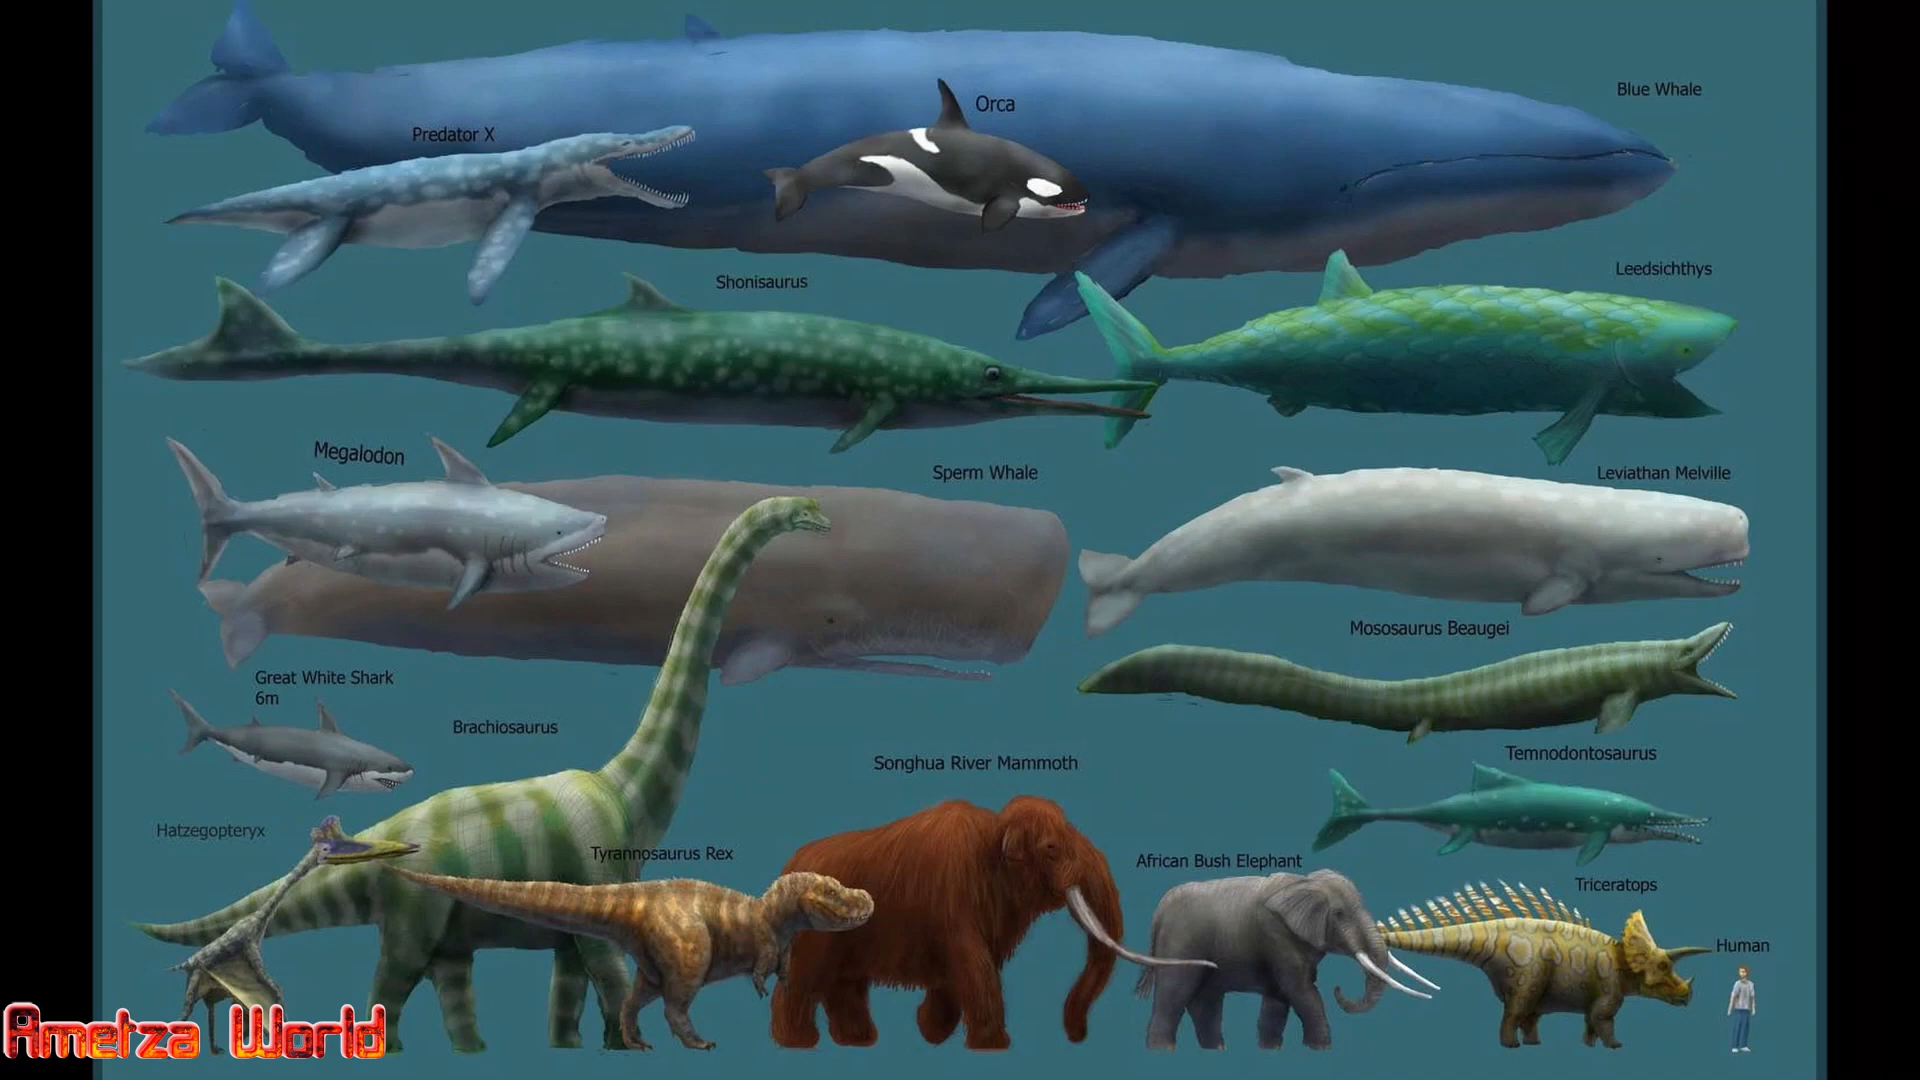 Blue Whale
Orca
Predator X
Leedsichthys
Shonisaurus
Megalodon
Sperm Whale
Leviathan Melville
Mososaurus Beaugei
Great White Shark
6m
Brachiosaurus
Temnodontosaurus
Songhua River Mammoth
Hatzegopteryx
Tyrannosaurus Rex
African Bush Elephant
Triceratops
Human
Ametza World